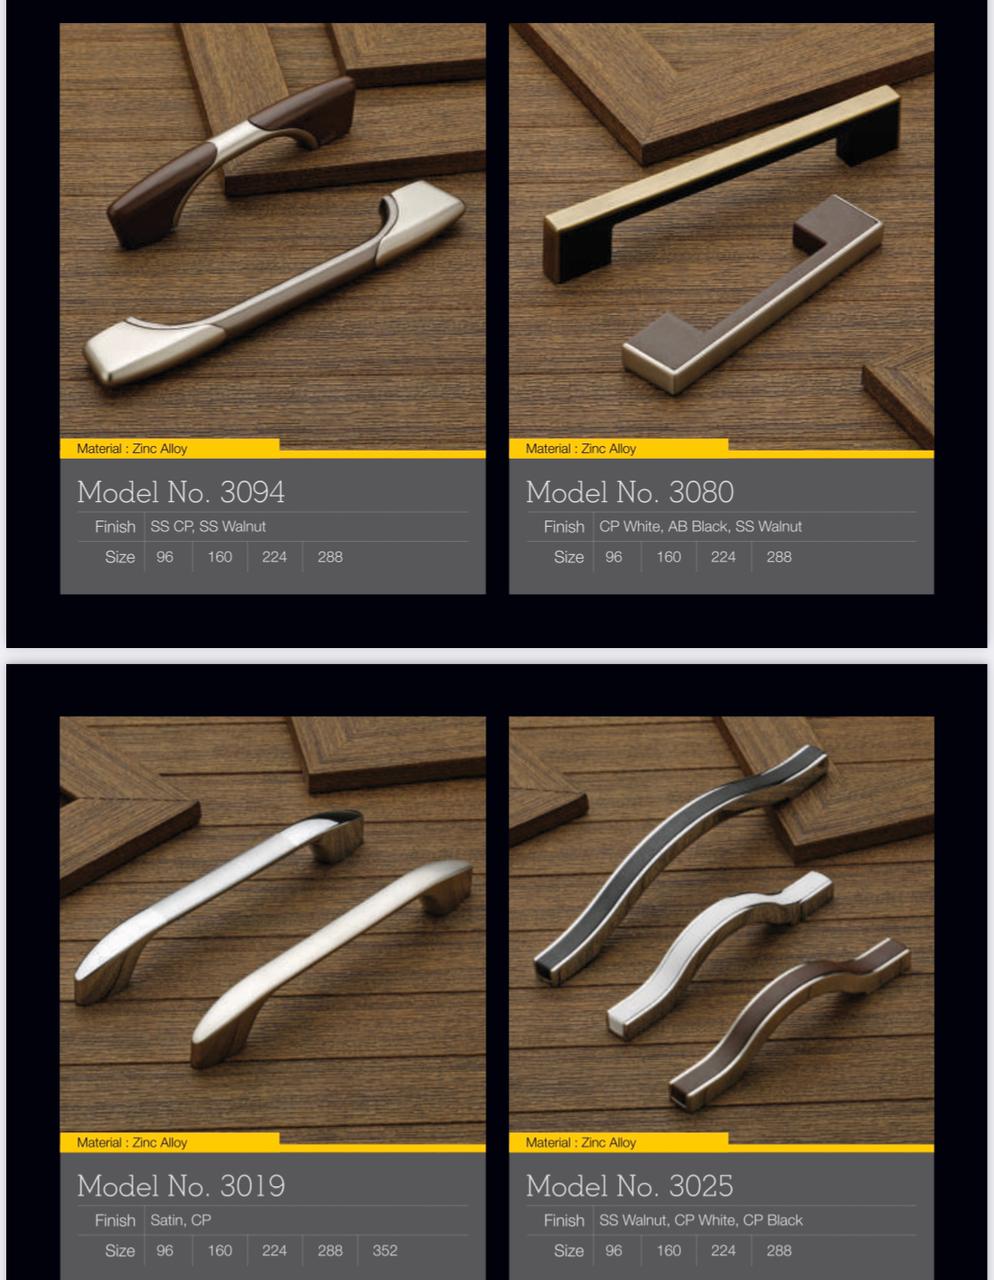 Material : Zinc Alloy
Model No. 3094
Finish SS CP, SS Walnut
Size 96 160 224 288
Material : Zinc Alloy
Model No. 3080
Finish CP White, AB Black, SS Walnut
Size 96 160 224 288
Material : Zinc Alloy
Model No. 3019
Finish Satin, CP
Size 96 160 224 288 352
Material : Zinc Alloy
Model No. 3025
Finish SS Walnut, CP White, CP Black
Size 96 160 224 288